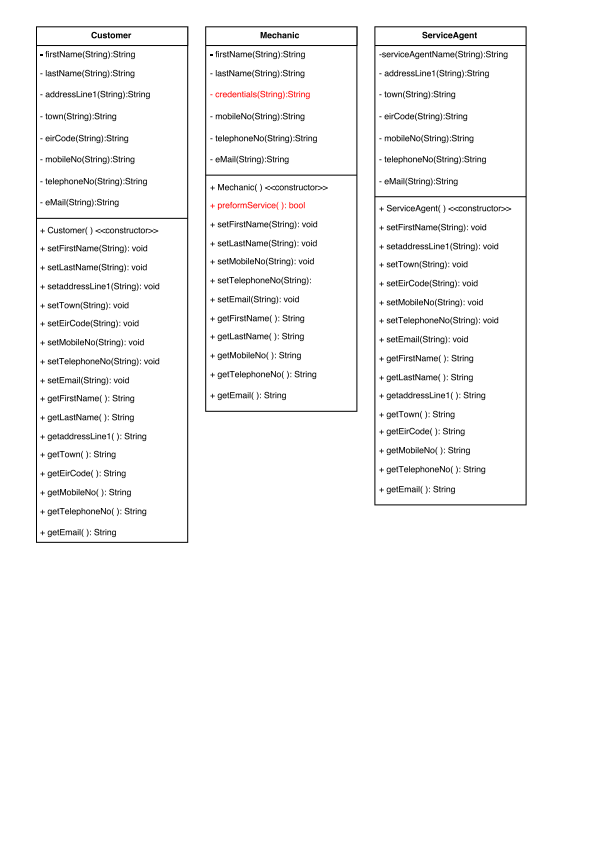 Customer
- firstName(String):String
- lastName(String):String
- addressLine1(String):String
- town(String):String
- eirCode(String):String
- mobileNo(String):String
- telephoneNo(String):String
- eMail(String):String
+ Customer( ) <<constructor>>
+ setFirstName(String): void
+ setLastName(String): void
+ setaddressLine1(String): void
+ setTown(String): void
+ setEirCode(String): void
+ setMobileNo(String): void
+ setTelephoneNo(String): void
+ setEmail(String): void
+ getFirstName( ): String
+ getLastName( ): String
+ getaddressLine1( ): String
+ getTown( ): String
+ getEirCode( ): String
+ getMobileNo( ): String
+ getTelephoneNo( ): String
+ getEmail( ): String
Mechanic
- firstName(String):String
- lastName(String):String
- credentials(String):String
- mobileNo(String):String
- telephoneNo(String):String
- eMail(String):String
+ Mechanic( ) <<constructor>>
+ preformService( ): bool
+ setFirstName(String): void
+ setLastName(String): void
+ setMobileNo(String): void
+ setTelephoneNo(String):
+ setEmail(String): void
+ getFirstName( ): String
+ getLastName( ): String
+ getMobileNo( ): String
+ getTelephoneNo( ): String
+ getEmail( ): String
ServiceAgent
-serviceAgentName(String):String
- addressLine1(String):String
- town(String):String
- eirCode(String):String
- mobileNo(String):String
- telephoneNo(String):String
- eMail(String):String
+ ServiceAgent( ) <<constructor>>
+ setFirstName(String): void
+ setaddressLine1(String): void
+ setTown(String): void
+ setEirCode(String): void
+ setMobileNo(String): void
+ setTelephoneNo(String): void
+ setEmail(String): void
+ getFirstName( ): String
+ getLastName( ): String
+ getaddressLine1( ): String
+ getTown( ): String
+ getEirCode( ): String
+ getMobileNo( ): String
+ getTelephoneNo( ): String
+ getEmail( ): String